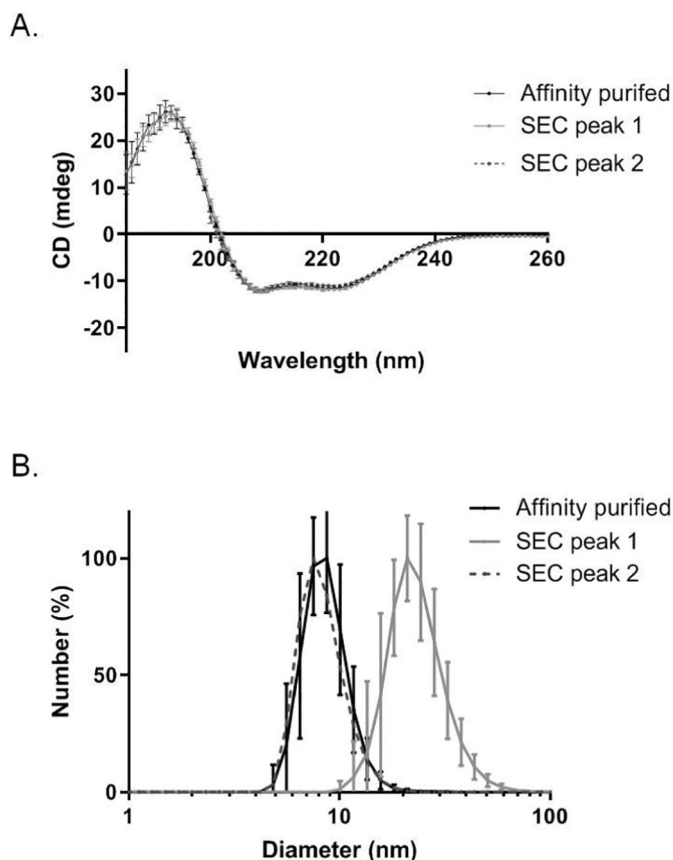 A.
30
20
10
0
-10
-20
CD (mdeg)
200
220
240
260
Wavelength (nm)
Affinity purifed
SEC peak 1
SEC peak 2
B.
100
50
0
Number (%)
1
10
100
Diameter (nm)
Affinity purified
SEC peak 1
SEC peak 2